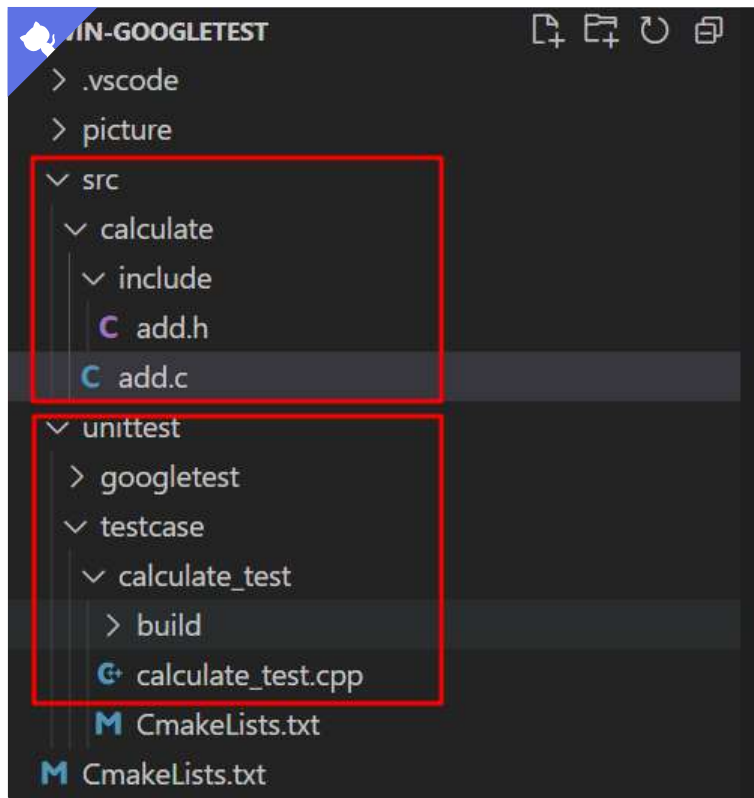 IN-GOOGLETEST
.vscode
picture
src
calculate
include
C add.h
C add.c
unittest
googletest
testcase
calculate_test
build
C+ calculate_test.cpp
M CmakeLists.txt
M CmakeLists.txt